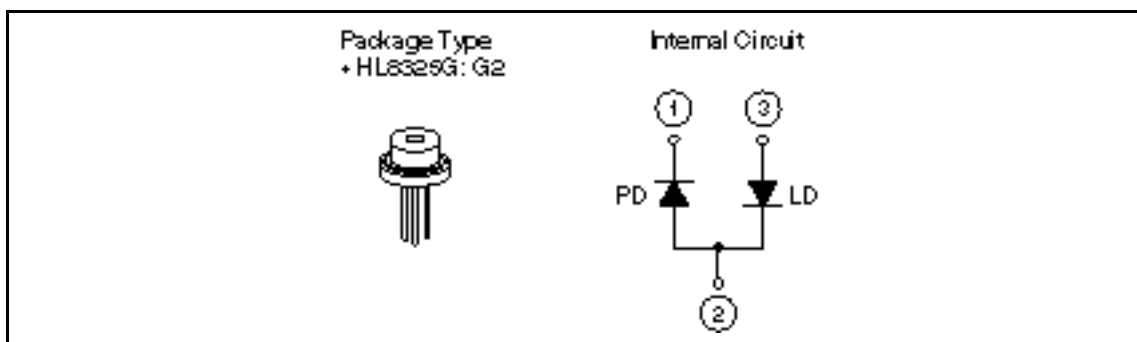 Package Type
• HL8325G: G2
Internal Circuit
1
3
PD
LD
2